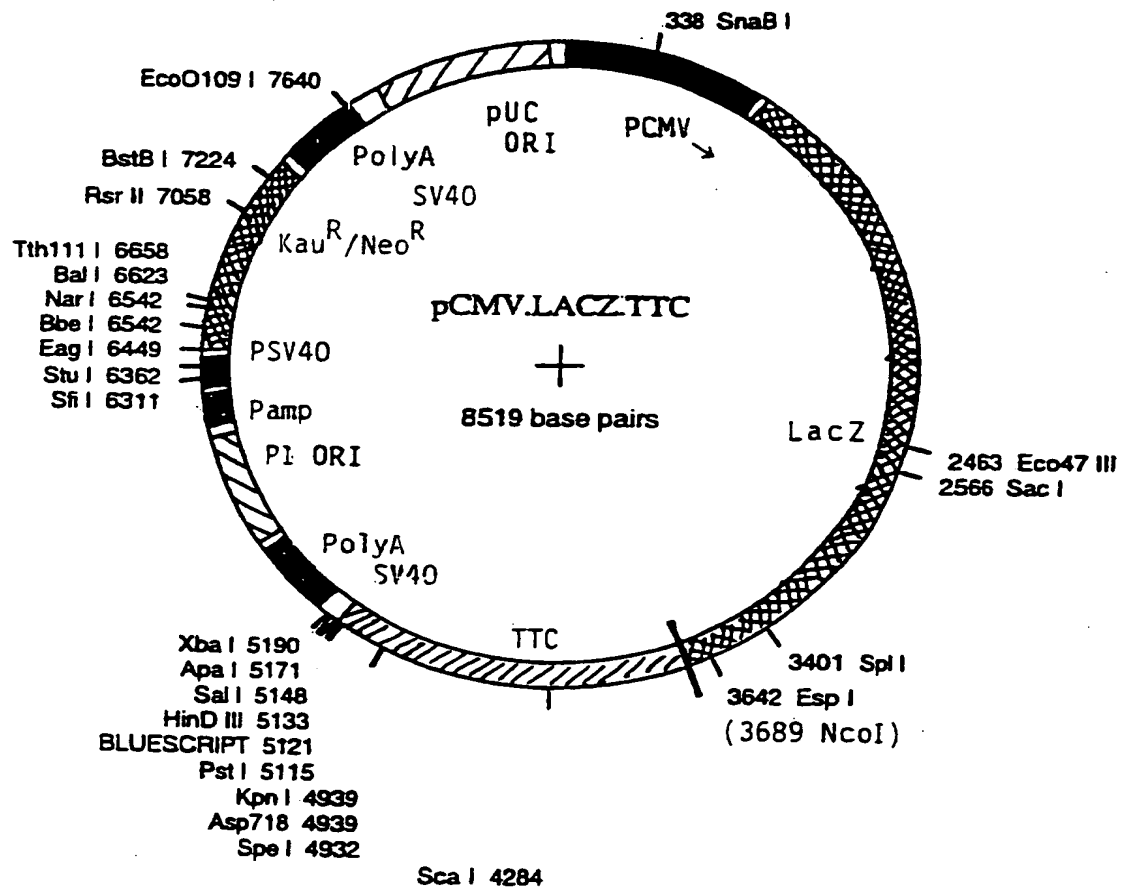 338 SnaB I
EcoO109 I 7640
pUC
ORI
PCMV
→
BstB I 7224
PolyA
SV40
Rsr II 7058
Kau^R/Neo^R
Tth111 I 6658
Bal I 6623
Nar I 6542
Bbe I 6542
Eag I 6449
Stu I 6362
Sfi I 6311
pCMV.LACZ.TTC
8519 base pairs
PSV40
Pamp
P1 ORI
LacZ
2463 Eco47 III
2566 Sac I
PolyA
SV40
TTC
3401 Spl I
3642 Esp I
(3689 NcoI)
Xba I 5190
Apa I 5171
Sal I 5148
HinD III 5133
BLUESCRIPT 5121
Pst I 5115
Kpn I 4939
Asp718 4939
Spe I 4932
Sca I 4284